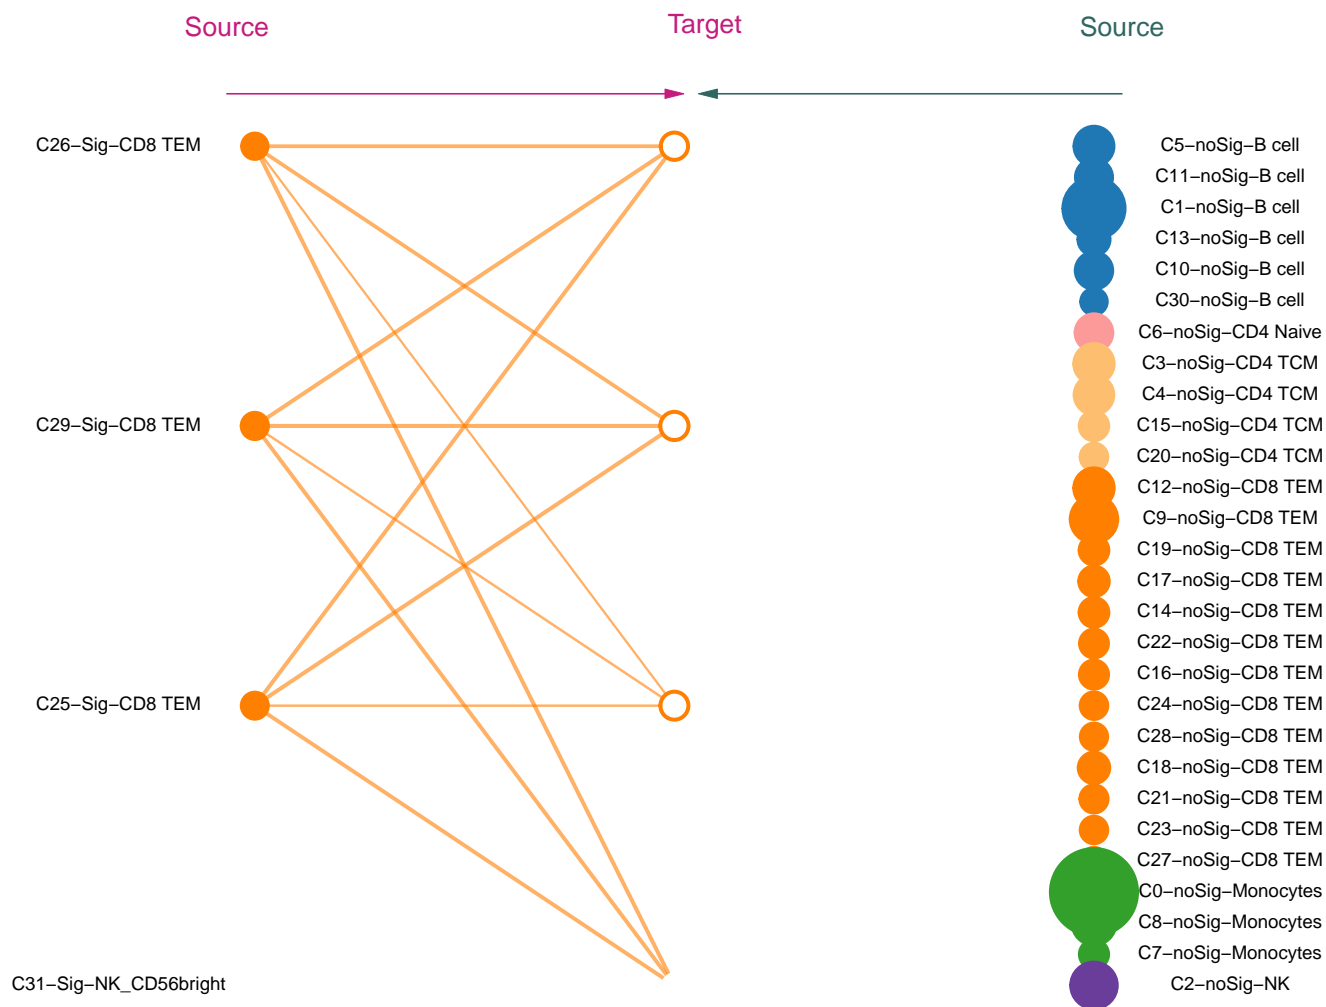 Source
Target
Source
C26−Sig−CD8 TEM
C29−Sig−CD8 TEM
C25−Sig−CD8 TEM
C31−Sig−NK_CD56bright
C5−noSig−B cell
C11−noSig−B cell
C1−noSig−B cell
C13−noSig−B cell
C10−noSig−B cell
C30−noSig−B cell
C6−noSig−CD4 Naive
C3−noSig−CD4 TCM
C4−noSig−CD4 TCM
C15−noSig−CD4 TCM
C20−noSig−CD4 TCM
C12−noSig−CD8 TEM
C9−noSig−CD8 TEM
C19−noSig−CD8 TEM
C17−noSig−CD8 TEM
C14−noSig−CD8 TEM
C22−noSig−CD8 TEM
C16−noSig−CD8 TEM
C24−noSig−CD8 TEM
C28−noSig−CD8 TEM
C18−noSig−CD8 TEM
C21−noSig−CD8 TEM
C23−noSig−CD8 TEM
C27−noSig−CD8 TEM
C0−noSig−Monocytes
C8−noSig−Monocytes
C7−noSig−Monocytes
C2−noSig−NK